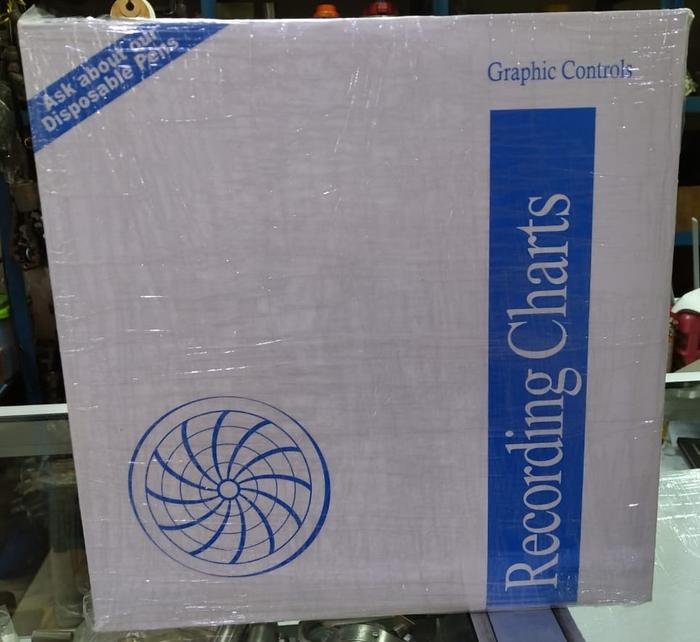 Ask about our
Disposable Pens
Graphic Controls
Recording Charts